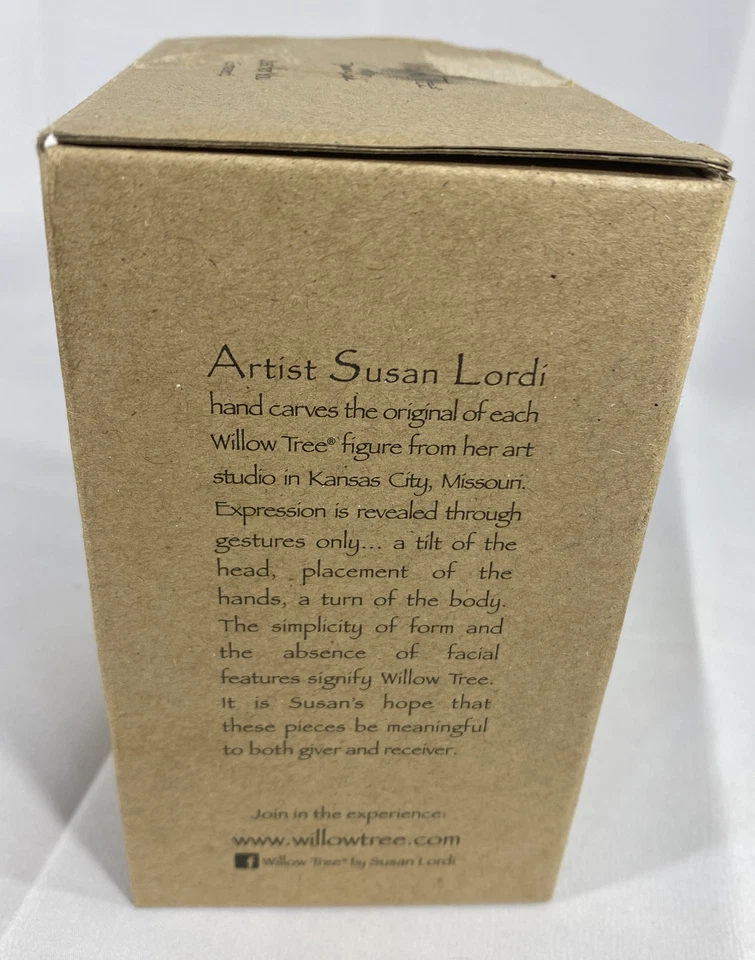 Artist Susan Lordi
hand carves the original of each
Willow Tree® figure from her art
studio in Kansas City, Missouri.
Expression is revealed through
gestures only... a tilt of the
head, placement of the
hands, a turn of the body.
The simplicity of form and
the absence of facial
features signify Willow Tree.
It is Susan's hope that
these pieces be meaningful
to both giver and receiver.
Join in the experience:
www.willowtree.com
f Willow Tree® by Susan Lordi